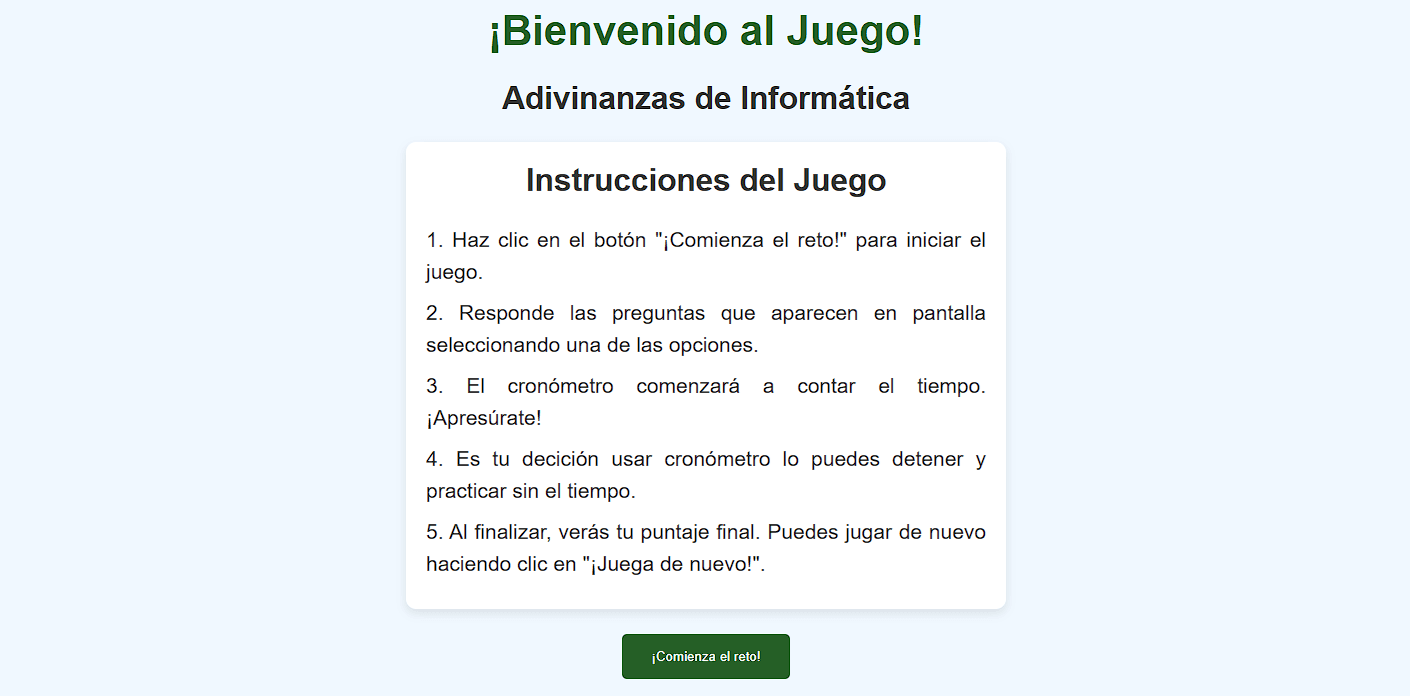 ¡Bienvenido al Juego!
Adivinanzas de Informática
Instrucciones del Juego
1. Haz clic en el botón "¡Comienza el reto!" para iniciar el
juego.
2. Responde las preguntas que aparecen en pantalla
seleccionando una de las opciones.
3. El cronómetro comenzará a contar el tiempo.
¡Apresúrate!
4. Es tu decición usar cronómetro lo puedes detener y
practicar sin el tiempo.
5. Al finalizar, verás tu puntaje final. Puedes jugar de nuevo
haciendo clic en "¡Juega de nuevo!".
¡Comienza el reto!